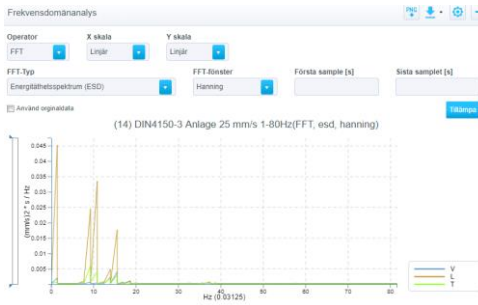 Frekvensdomänanalys
PNG
Operator X skala Y skala
FFT Linjär Linjär
FFT-Typ FFT-fönster Första sample [s] Sista samplet [s]
Energitäthetsspektrum (ESD) Hanning
Använd orginaldata Tillämpa
(14) DIN4150-3 Anlage 25 mm/s 1-80Hz(FFT, esd, hanning)
(mm/s)2 * s / Hz
0.045
0.04
0.035
0.03
0.025
0.02
0.015
0.01
0.005
0 10 20 30 40 50 60 70 80
Hz (0.03125)
V
L
T